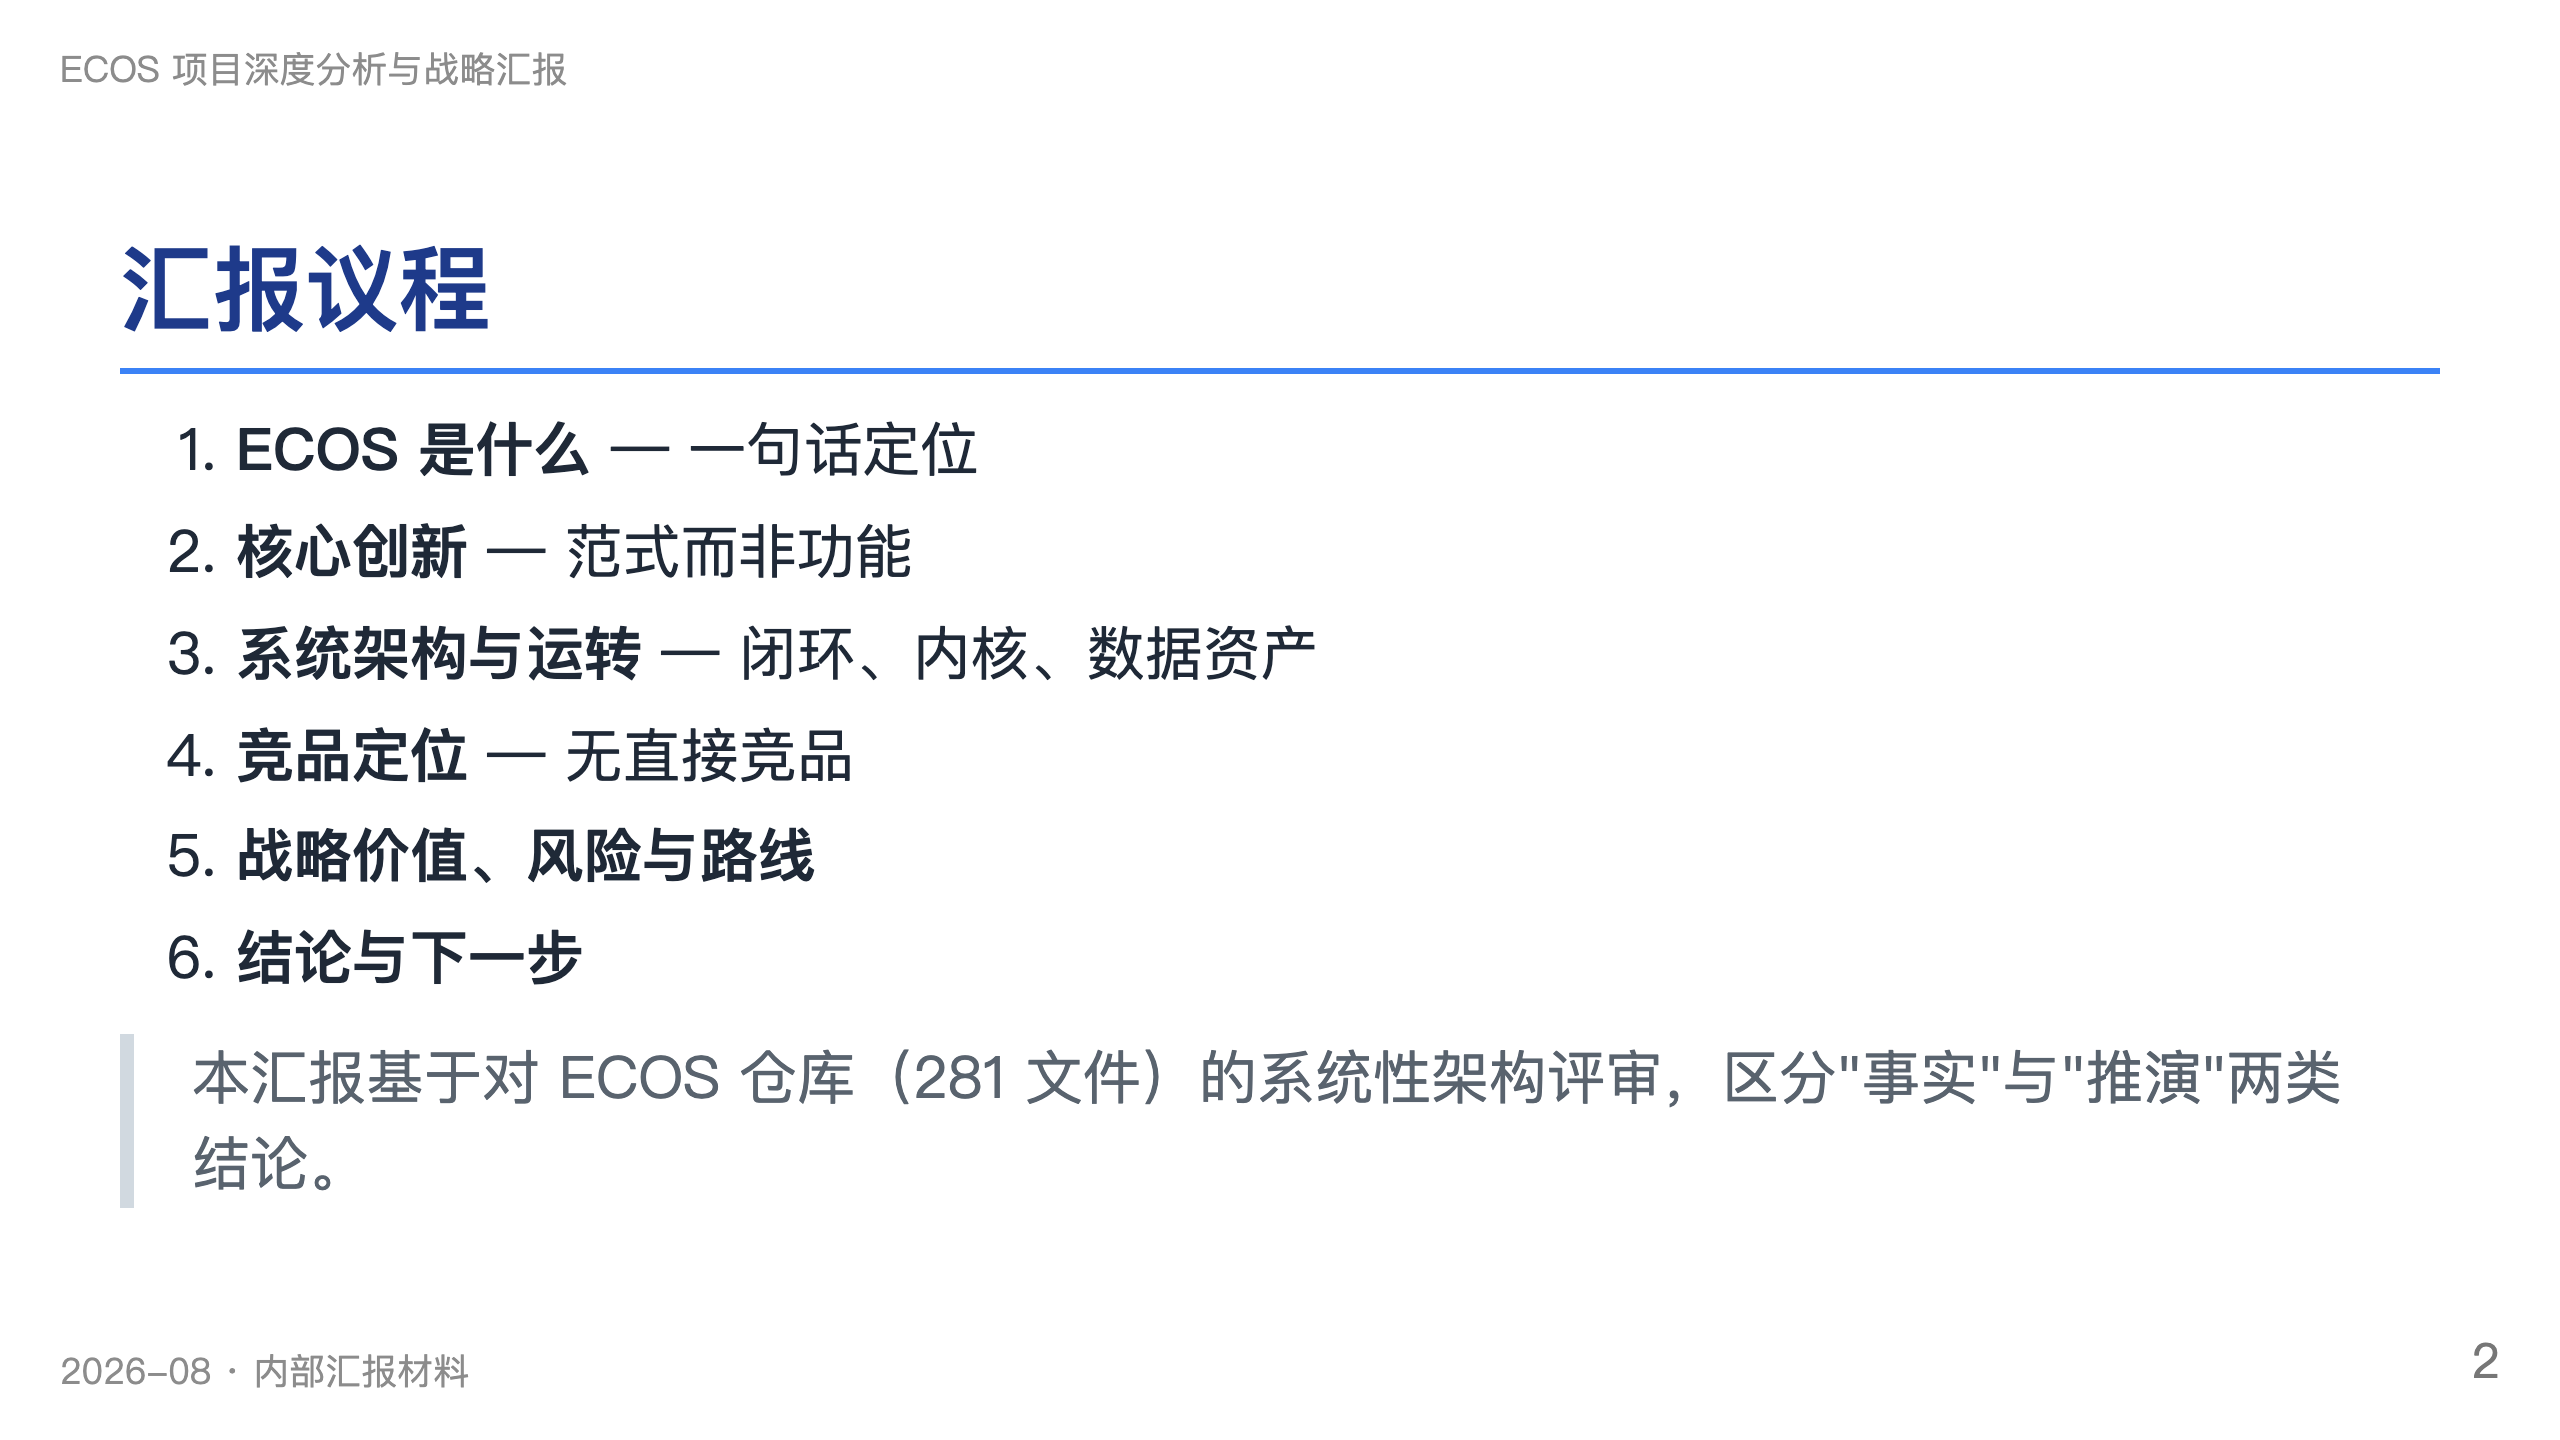 ECOS 项目深度分析与战略汇报
汇报议程
1. ECOS 是什么 — 一句话定位
2. 核心创新 — 范式而非功能
3. 系统架构与运转 — 闭环、内核、数据资产
4. 竞品定位 — 无直接竞品
5. 战略价值、风险与路线
6. 结论与下一步
本汇报基于对 ECOS 仓库（281 文件）的系统性架构评审，区分"事实"与"推演"两类
结论。
2026-08 · 内部汇报材料
2